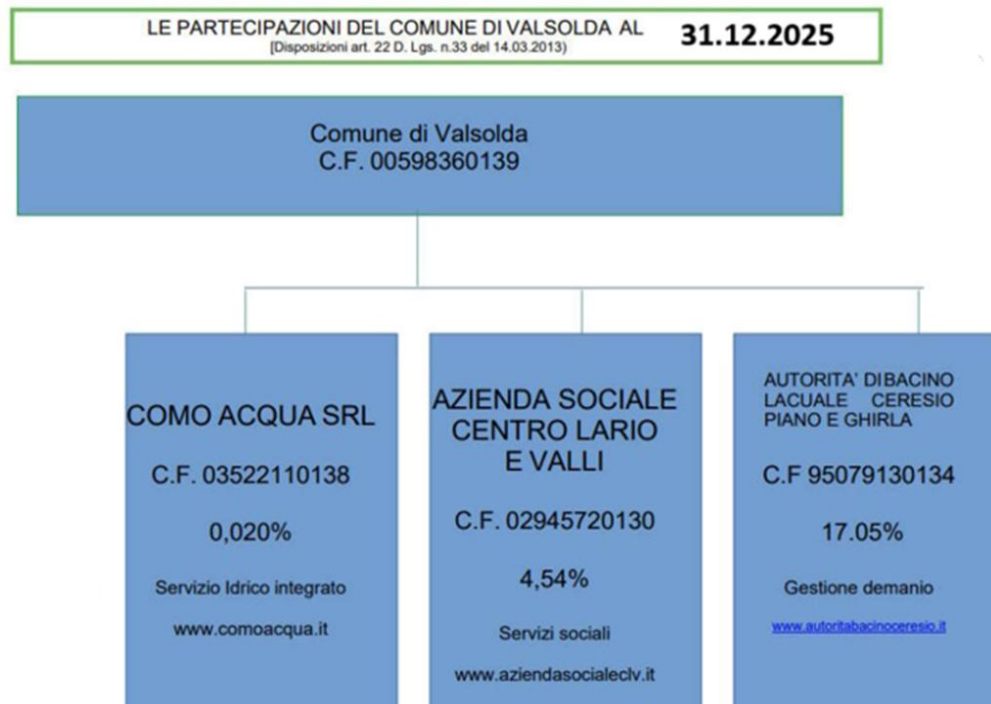 LE PARTECIPAZIONI DEL COMUNE DI VALSOLDA AL 31.12.2025
[Disposizioni art. 22 D. Lgs. n.33 del 14.03.2013)
Comune di Valsolda
C.F. 00598360139
COMO ACQUA SRL
C.F. 03522110138
0,020%
Servizio Idrico integrato
www.comoacqua.it
AZIENDA SOCIALE
CENTRO LARIO
E VALLI
C.F. 02945720130
4,54%
Servizi sociali
www.aziendasocialeclv.it
AUTORITA' DIBACINO
LACUALE CERESIO
PIANO E GHIRLA
C.F 95079130134
17.05%
Gestione demanio
www.autoritabacinoceresio.it